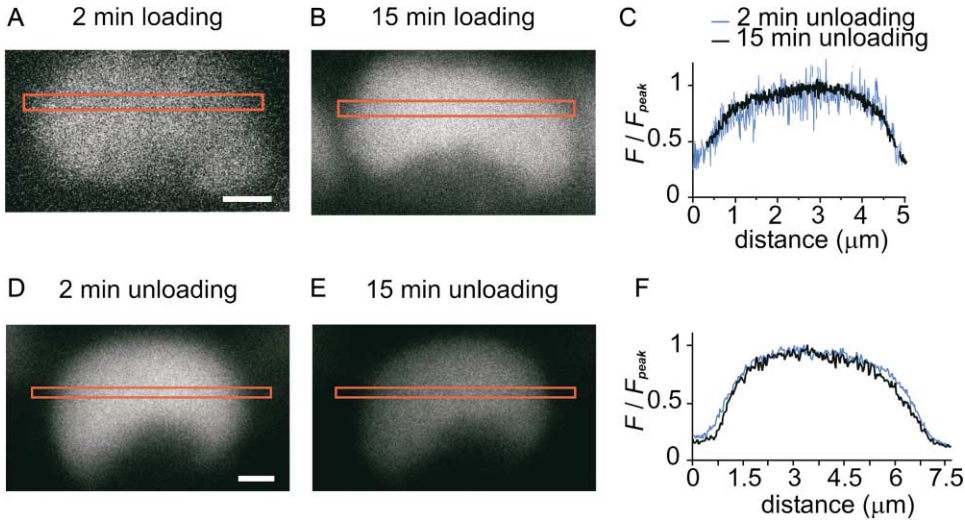 A 2 min loading
B 15 min loading
C
2 min unloading
15 min unloading
F / Fpeak
1
0.5
0
0 1 2 3 4 5
distance (μm)
D 2 min unloading
E 15 min unloading
F
F / Fpeak
1
0.5
0
0 1.5 3 4.5 6 7.5
distance (μm)